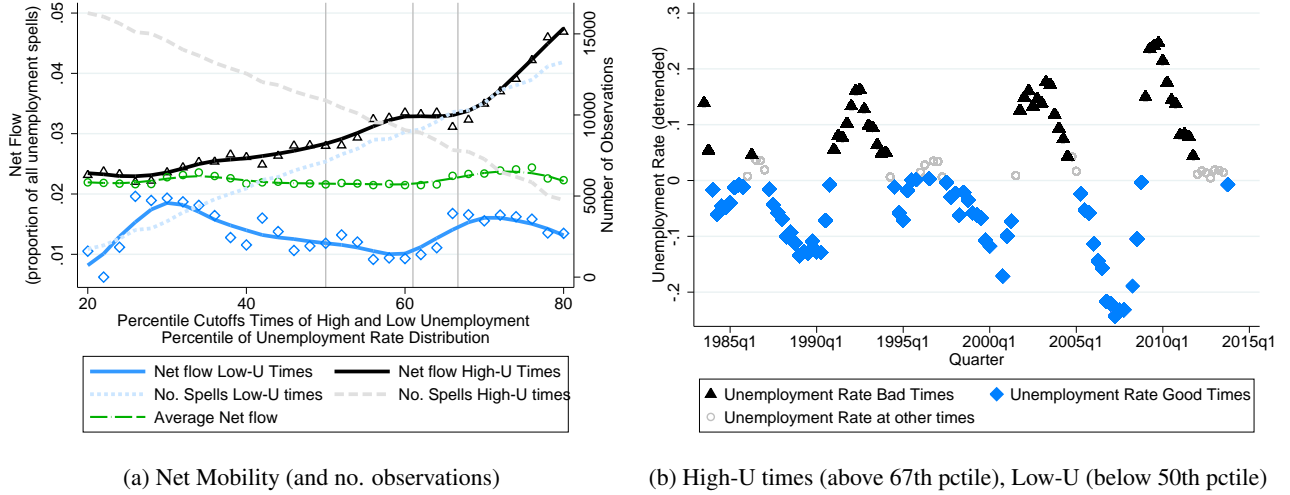 Net Flow
(proportion of all unemployment spells)
.05
.04
.03
.02
.01
15000
10000
5000
0
Number of Observations
20
40
60
80
Percentile Cutoffs Times of High and Low Unemployment
Percentile of Unemployment Rate Distribution
Net flow Low-U Times
Net flow High-U Times
No. Spells Low-U times
No. Spells High-U times
Average Net flow
(a) Net Mobility (and no. observations)
Unemployment Rate (detrended)
.3
.2
.1
0
-.1
-.2
1985q1
1990q1
1995q1
2000q1
2005q1
2010q1
2015q1
Quarter
Unemployment Rate Bad Times
Unemployment Rate Good Times
Unemployment Rate at other times
(b) High-U times (above 67th pctile), Low-U (below 50th pctile)